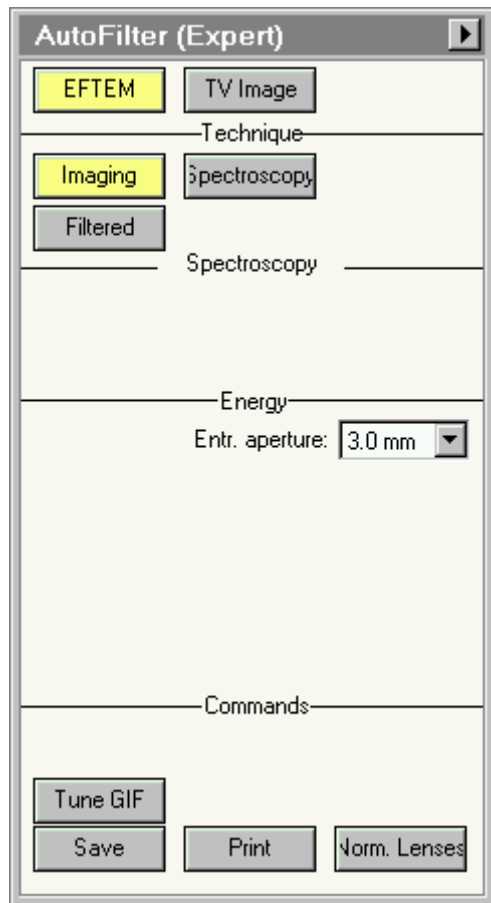 AutoFilter (Expert)
EFTEM TV Image
Technique
Imaging Spectroscopy
Filtered
Spectroscopy
Energy
Entr. aperture: 3.0 mm
Commands
Tune GIF
Save Print Norm. Lenses